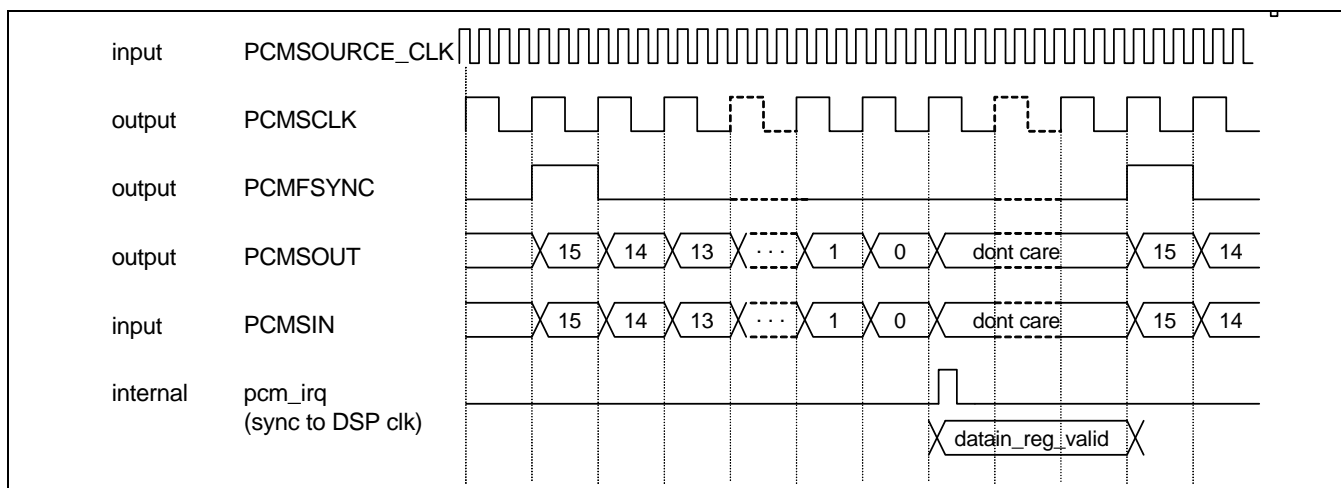 input PCMSOURCE_CLK
output PCMSCLK
output PCMFSYNC
output PCMSOUT 15 14 13 · · · 1 0 dont care 15 14
input PCMSIN 15 14 13 · · · 1 0 dont care 15 14
internal pcm_irq
(sync to DSP clk)
datain_reg_valid